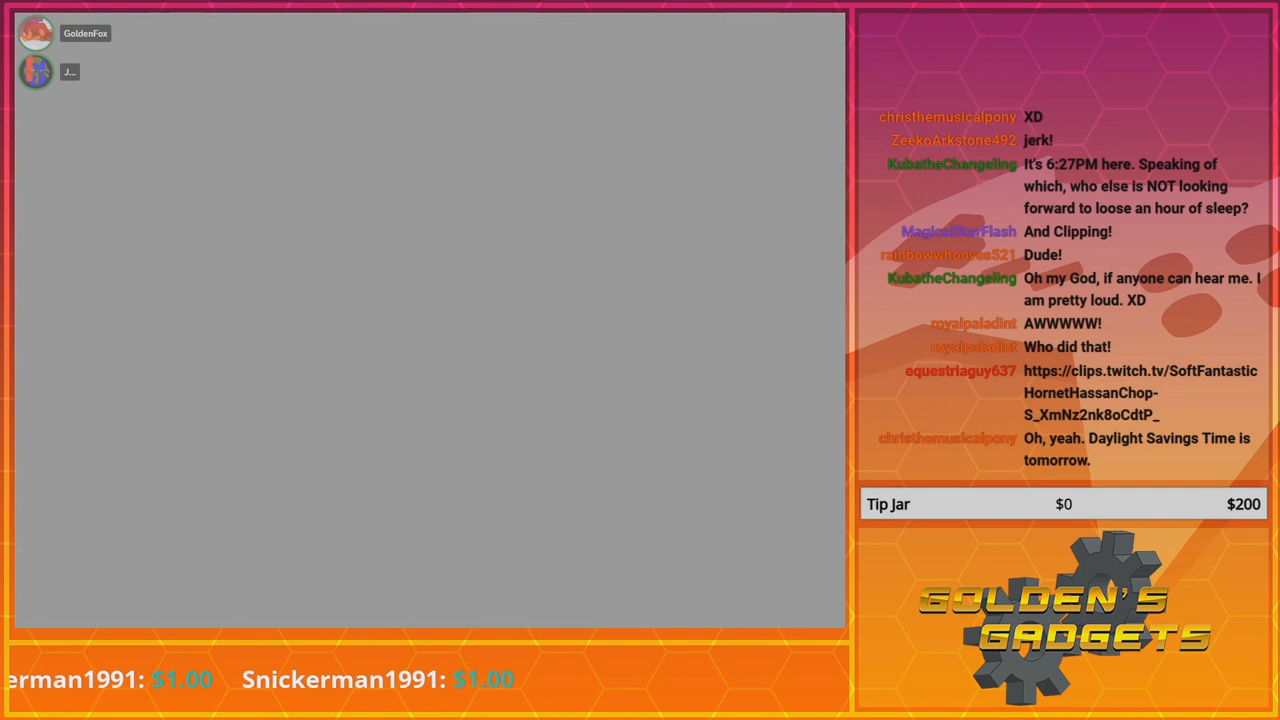 GoldenFox
J...
christhemusicalpony XD
ZeekoArkstone492 jerk!
KubatheChangeling It's 6:27PM here. Speaking of
which, who else is NOT looking
forward to loose an hour of sleep?
MagicalStarFlash And Clipping!
rainbowwhooves521 Dude!
KubatheChangeling Oh my God, if anyone can hear me. I
am pretty loud. XD
royalpaladint AWWWWW!
royalpaladint Who did that!
equestriaguy637 https://clips.twitch.tv/SoftFantastic
HornetHassanChop-
S_XmNz2nk8oCdtP_
christhemusicalpony Oh, yeah. Daylight Savings Time is
tomorrow.
Tip Jar $0 $200
GOLDEN'S
GADGETS
erman1991: $1.00 Snickerman1991: $1.00